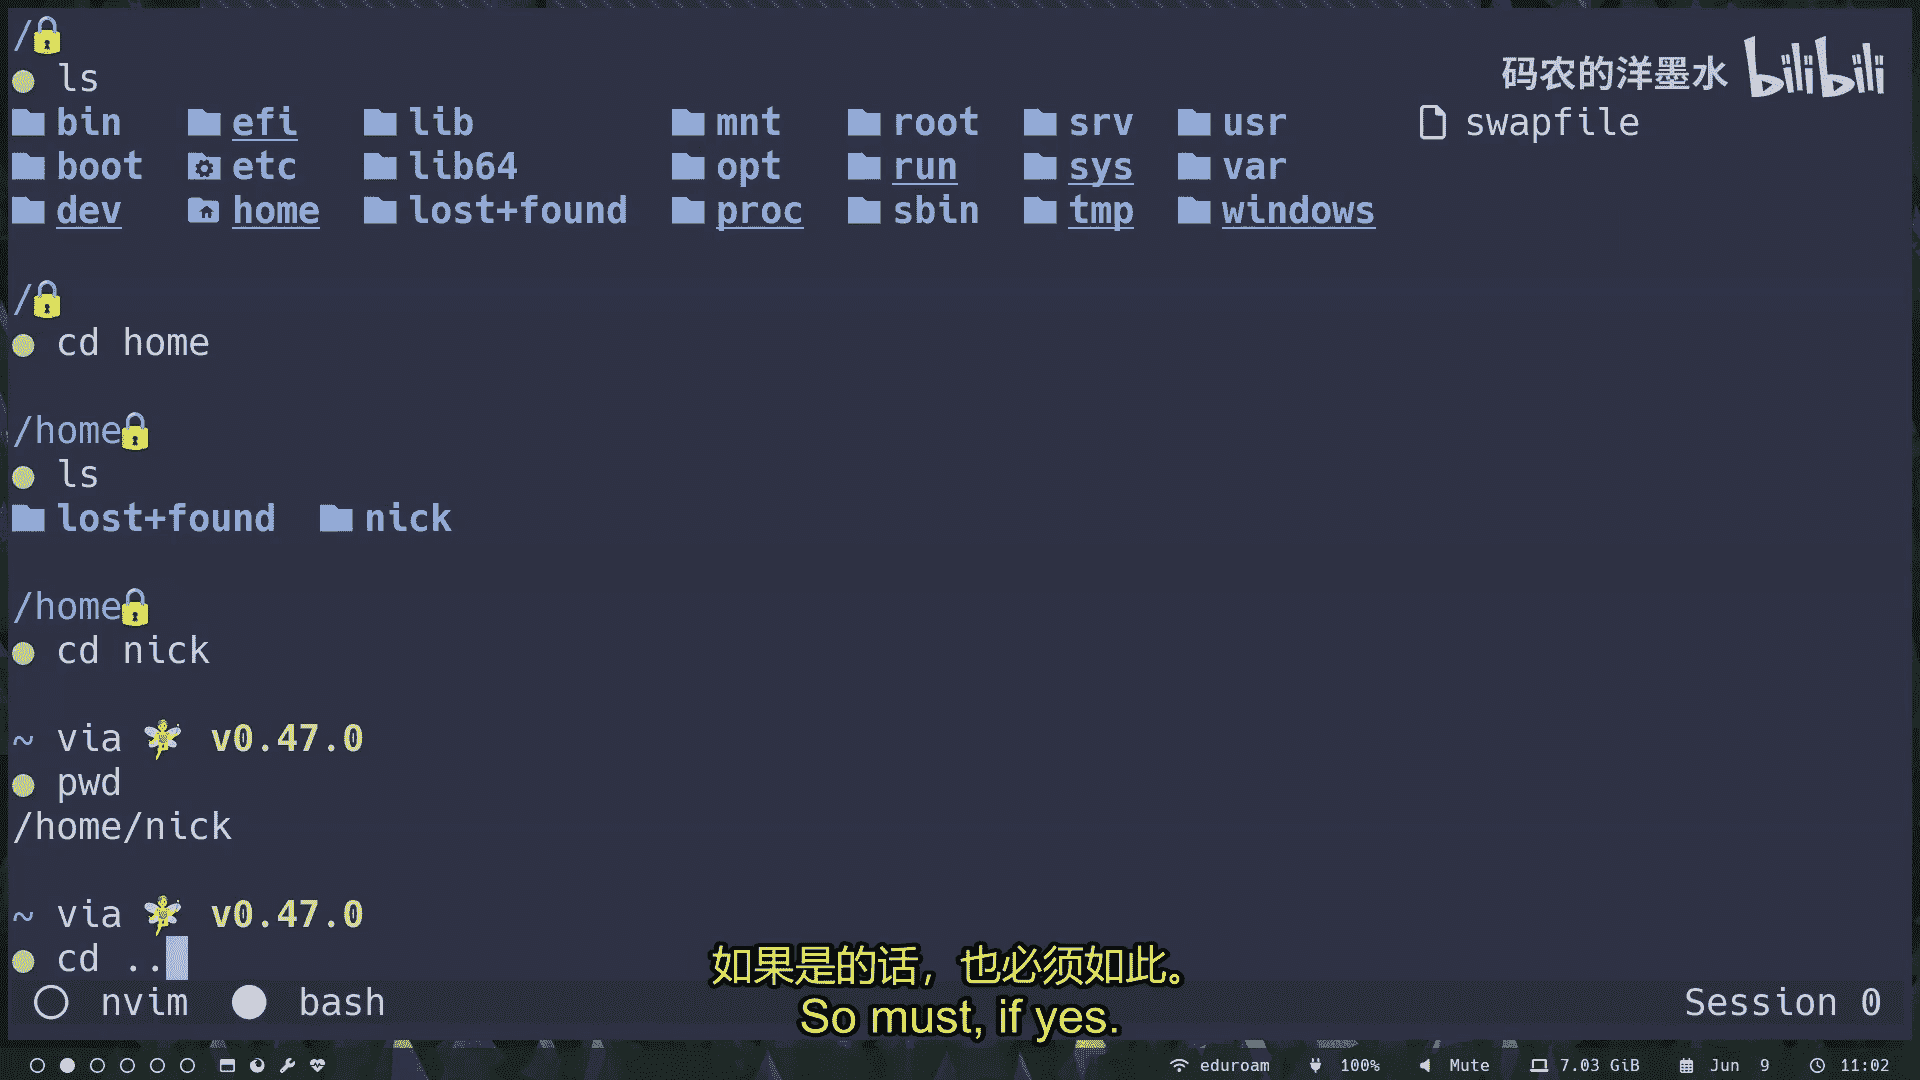 /
ls
码农的洋墨水 bilibili
bin efi lib mnt root srv usr swapfile
boot etc lib64 opt run sys var
dev home lost+found proc sbin tmp windows
/
cd home
/home
ls
lost+found nick
/home
cd nick
~ via v0.47.0
pwd
/home/nick
~ via v0.47.0
cd ..
如果是的话，也必须如此。
So must, if yes.
nvim bash Session 0
eduroam 100% Mute 7.03 GiB Jun 9 11:02